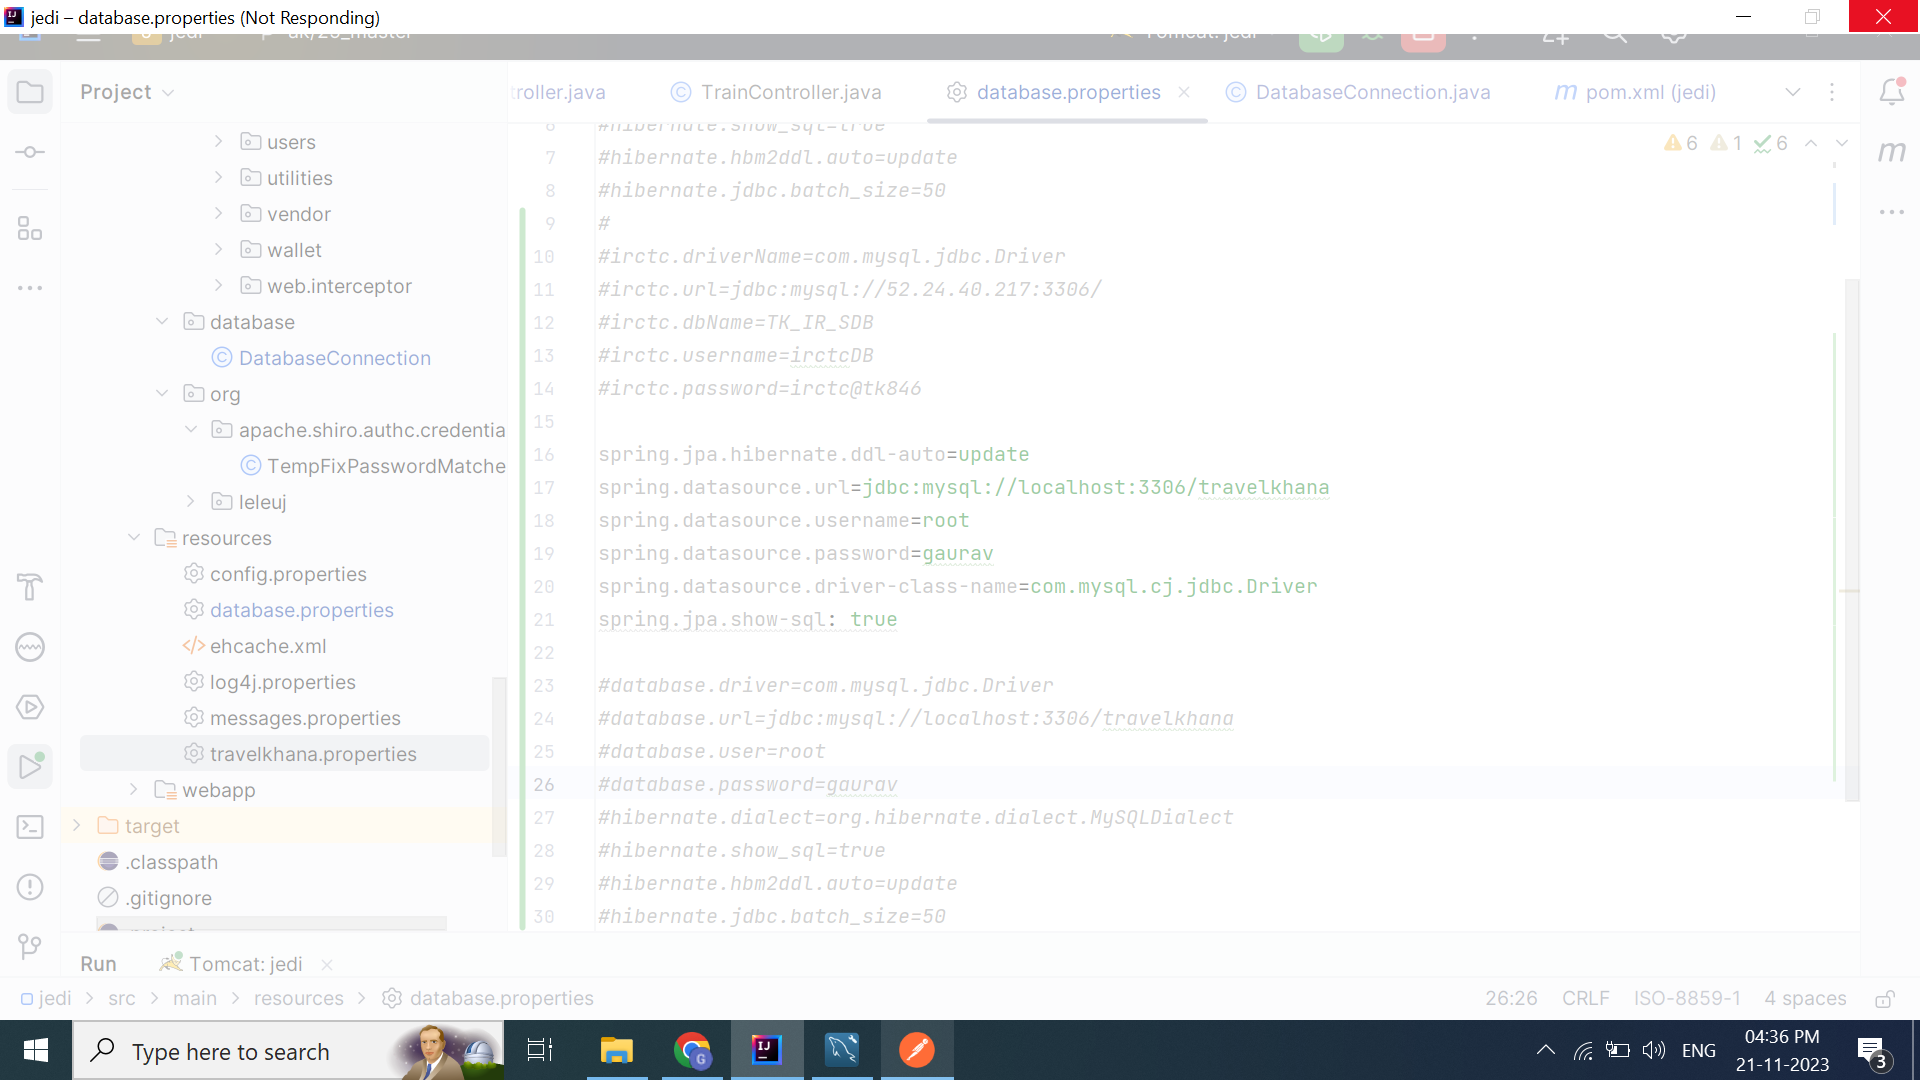 jedi – database.properties (Not Responding)
jedi
ak/23_master
Tomcat: jedi
Project
troller.java
TrainController.java
database.properties
DatabaseConnection.java
pom.xml (jedi)
users
utilities
vendor
wallet
web.interceptor
database
DatabaseConnection
org
apache.shiro.authc.credentia
TempFixPasswordMatche
leleuj
resources
config.properties
database.properties
ehcache.xml
log4j.properties
messages.properties
travelkhana.properties
webapp
target
.classpath
.gitignore
.project
6 #hibernate.show_sql=true
7 #hibernate.hbm2ddl.auto=update
8 #hibernate.jdbc.batch_size=50
9 #
10 #irctc.driverName=com.mysql.jdbc.Driver
11 #irctc.url=jdbc:mysql://52.24.40.217:3306/
12 #irctc.dbName=TK_IR_SDB
13 #irctc.username=irctcDB
14 #irctc.password=irctc@tk846
15
16 spring.jpa.hibernate.ddl-auto=update
17 spring.datasource.url=jdbc:mysql://localhost:3306/travelkhana
18 spring.datasource.username=root
19 spring.datasource.password=gaurav
20 spring.datasource.driver-class-name=com.mysql.cj.jdbc.Driver
21 spring.jpa.show-sql: true
22
23 #database.driver=com.mysql.jdbc.Driver
24 #database.url=jdbc:mysql://localhost:3306/travelkhana
25 #database.user=root
26 #database.password=gaurav
27 #hibernate.dialect=org.hibernate.dialect.MySQLDialect
28 #hibernate.show_sql=true
29 #hibernate.hbm2ddl.auto=update
30 #hibernate.jdbc.batch_size=50
6 1 6
m
Run
Tomcat: jedi
jedi > src > main > resources > database.properties
26:26 CRLF ISO-8859-1 4 spaces
Type here to search
ENG
04:36 PM
21-11-2023
3